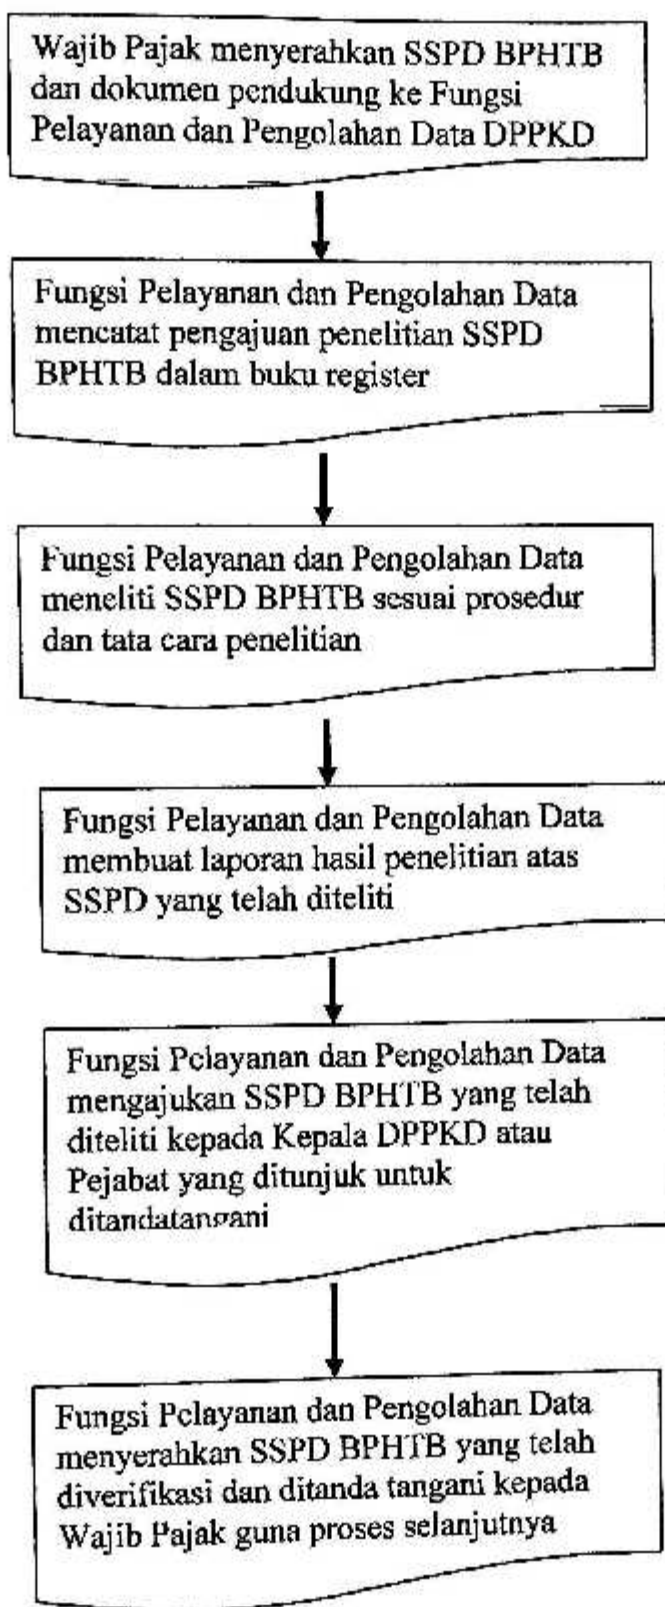 Wajib Pajak menyerahkan SSPD BPHTB
dan dokumen pendukung ke Fungsi
Pelayanan dan Pengolahan Data DPPKD
Fungsi Pelayanan dan Pengolahan Data
mencatat pengajuan penelitian SSPD
BPHTB dalam buku register
Fungsi Pelayanan dan Pengolahan Data
meneliti SSPD BPHTB sesuai prosedur
dan tata cara penelitian
Fungsi Pelayanan dan Pengolahan Data
membuat laporan hasil penelitian atas
SSPD yang telah diteliti
Fungsi Pelayanan dan Pengolahan Data
mengajukan SSPD BPHTB yang telah
diteliti kepada Kepala DPPKD atau
Pejabat yang ditunjuk untuk
ditandatangani
Fungsi Pelayanan dan Pengolahan Data
menyerahkan SSPD BPHTB yang telah
diverifikasi dan ditanda tangani kepada
Wajib Pajak guna proses selanjutnya